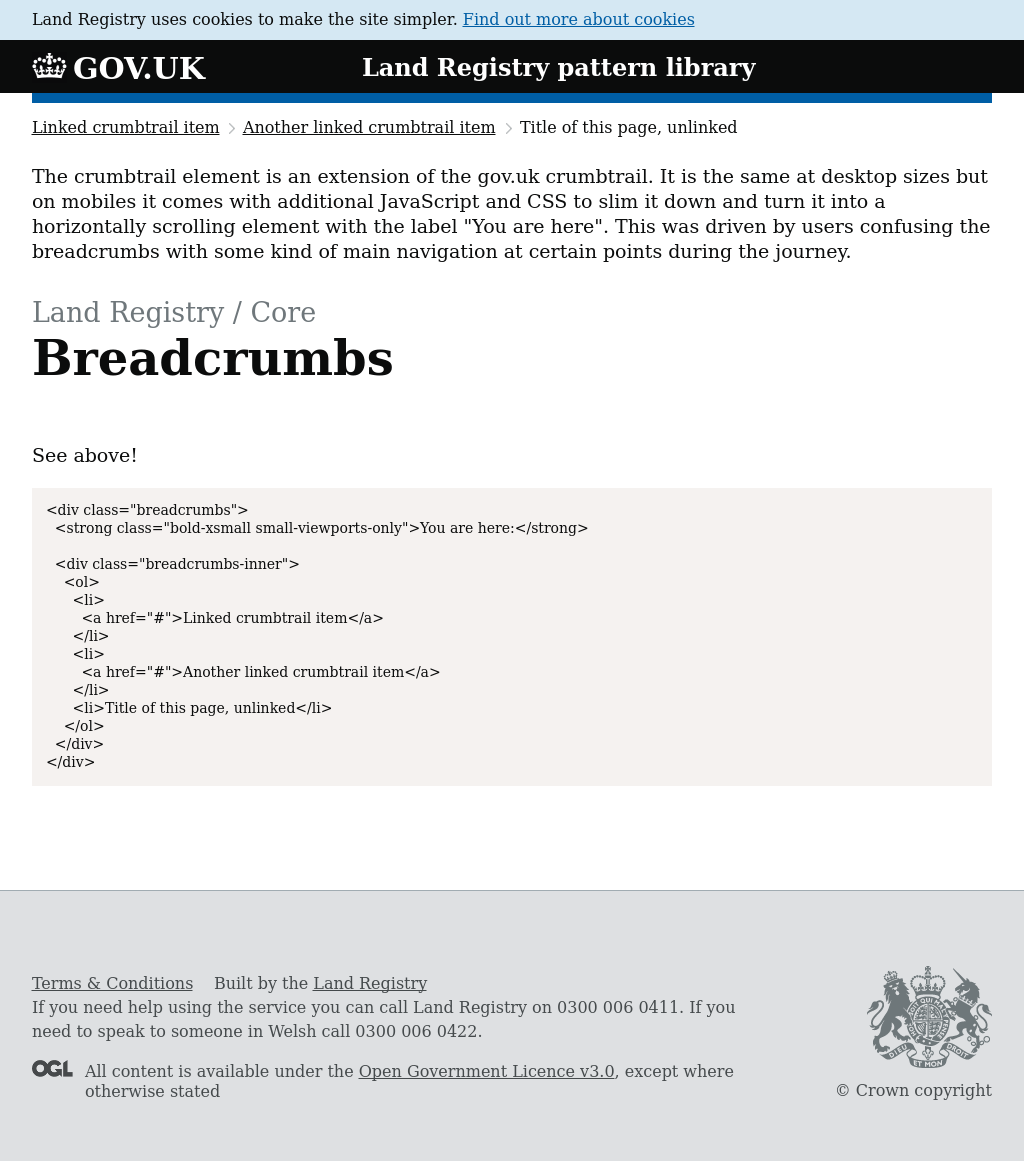 Land Registry uses cookies to make the site simpler. Find out more about cookies
GOV.UK
Land Registry pattern library
Linked crumbtrail item
Another linked crumbtrail item
Title of this page, unlinked
The crumbtrail element is an extension of the gov.uk crumbtrail. It is the same at desktop sizes but
on mobiles it comes with additional JavaScript and CSS to slim it down and turn it into a
horizontally scrolling element with the label "You are here". This was driven by users confusing the
breadcrumbs with some kind of main navigation at certain points during the journey.
Land Registry / Core
Breadcrumbs
See above!
<div class="breadcrumbs">
  <strong class="bold-xsmall small-viewports-only">You are here:</strong>
  <div class="breadcrumbs-inner">
    <ol>
      <li>
        <a href="#">Linked crumbtrail item</a>
      </li>
      <li>
        <a href="#">Another linked crumbtrail item</a>
      </li>
      <li>Title of this page, unlinked</li>
    </ol>
  </div>
</div>
Terms & Conditions
Built by the Land Registry
If you need help using the service you can call Land Registry on 0300 006 0411. If you
need to speak to someone in Welsh call 0300 006 0422.
OGL
All content is available under the Open Government Licence v3.0, except where
otherwise stated
DIEU ET MON DROIT
© Crown copyright